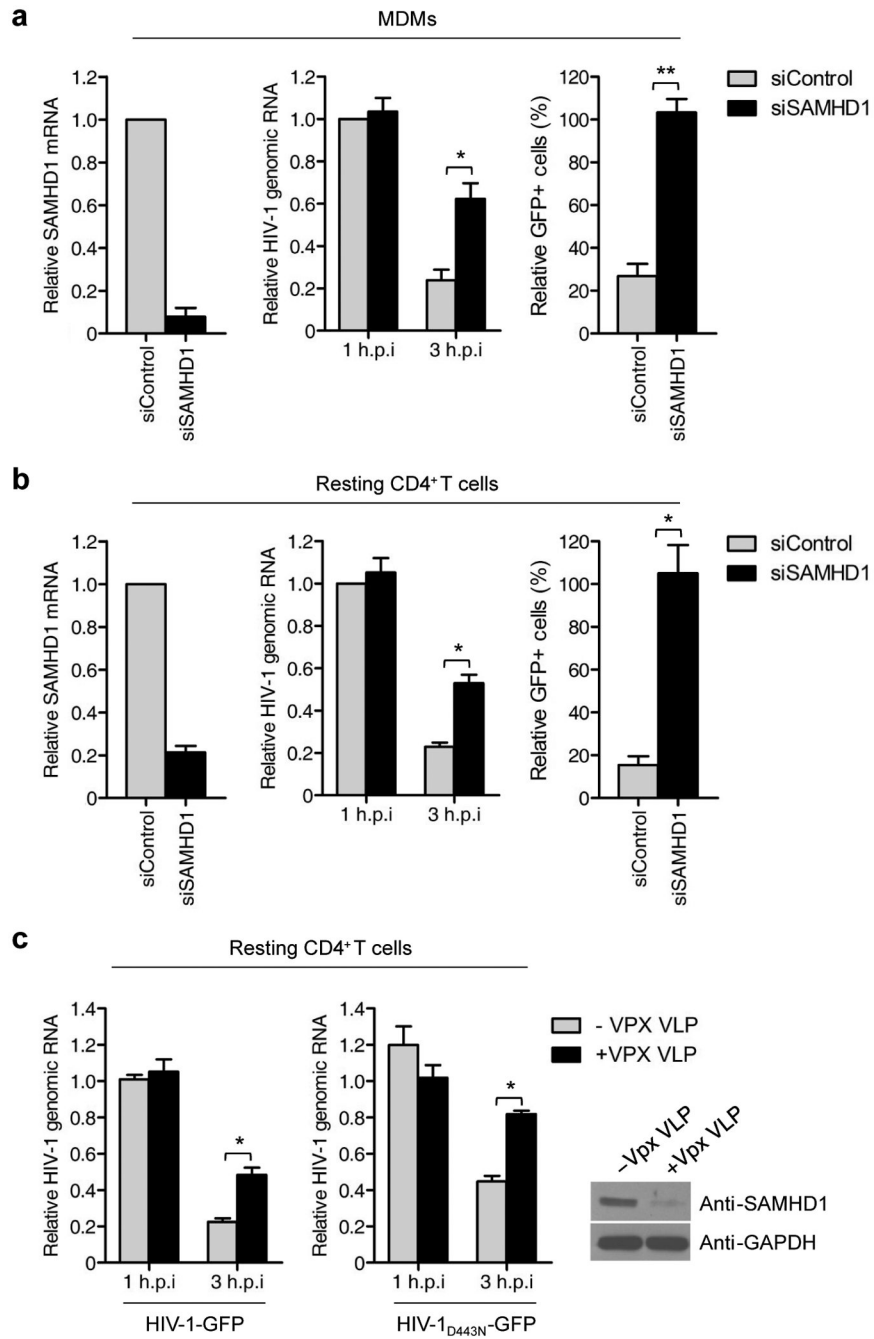 a
MDMs
Relative SAMHD1 mRNA
1.2
1.0
0.8
0.6
0.4
0.2
0
siControl
siSAMHD1
Relative HIV-1 genomic RNA
1.2
1.0
0.8
0.6
0.4
0.2
0
*
1 h.p.i
3 h.p.i
Relative GFP+ cells (%)
120
100
80
60
40
20
0
**
siControl
siSAMHD1
siControl
siSAMHD1
b
Resting CD4+ T cells
Relative SAMHD1 mRNA
1.2
1.0
0.8
0.6
0.4
0.2
0
siControl
siSAMHD1
Relative HIV-1 genomic RNA
1.2
1.0
0.8
0.6
0.4
0.2
0
*
1 h.p.i
3 h.p.i
Relative GFP+ cells (%)
120
100
80
60
40
20
0
*
siControl
siSAMHD1
siControl
siSAMHD1
c
Resting CD4+ T cells
Relative HIV-1 genomic RNA
1.4
1.2
1.0
0.8
0.6
0.4
0.2
0
*
1 h.p.i
3 h.p.i
HIV-1-GFP
Relative HIV-1 genomic RNA
1.4
1.2
1.0
0.8
0.6
0.4
0.2
0
*
1 h.p.i
3 h.p.i
HIV-1D443N-GFP
- VPX VLP
+VPX VLP
–Vpx VLP
+Vpx VLP
Anti-SAMHD1
Anti-GAPDH